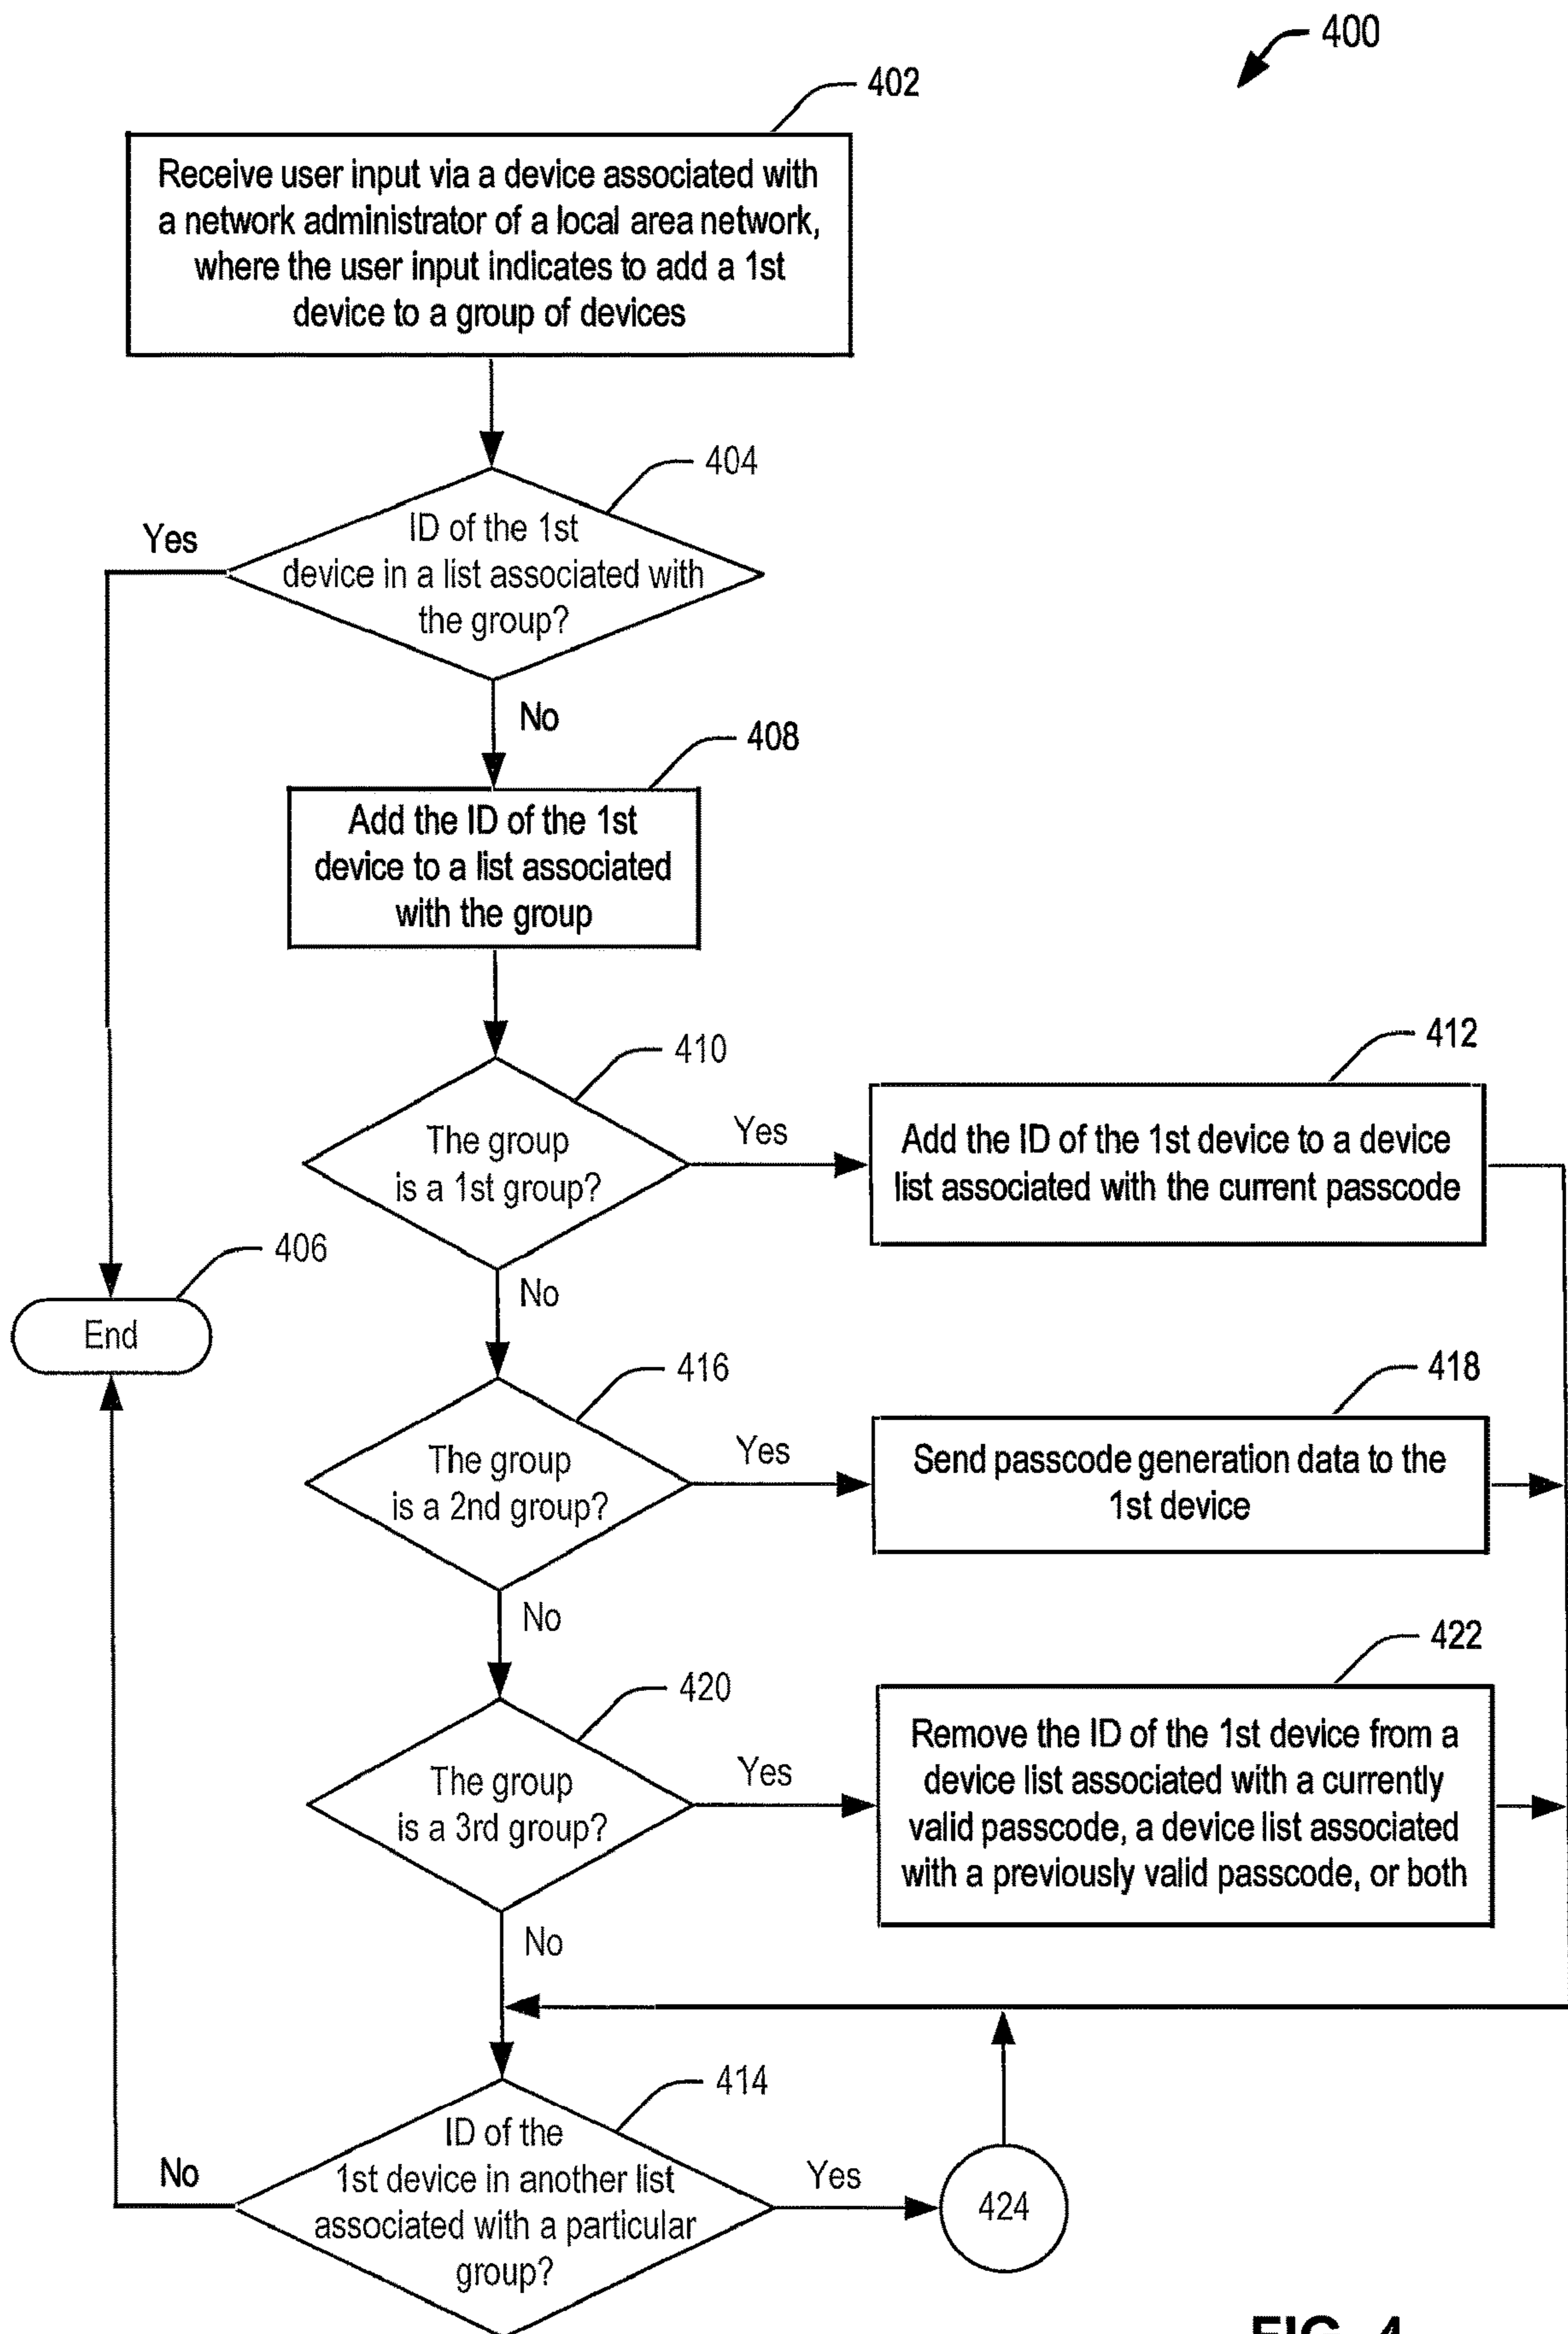 400
402
Receive user input via a device associated with
a network administrator of a local area network,
where the user input indicates to add a 1st
device to a group of devices
404
ID of the 1st
device in a list associated with
the group?
Yes
No
408
Add the ID of the 1st
device to a list associated
with the group
410
The group
is a 1st group?
Yes
412
Add the ID of the 1st device to a device
list associated with the current passcode
No
406
End
416
The group
is a 2nd group?
Yes
418
Send passcode generation data to the
1st device
No
420
The group
is a 3rd group?
Yes
422
Remove the ID of the 1st device from a
device list associated with a currently
valid passcode, a device list associated
with a previously valid passcode, or both
No
414
ID of the
1st device in another list
associated with a particular
group?
No
Yes
424
FIG. 4